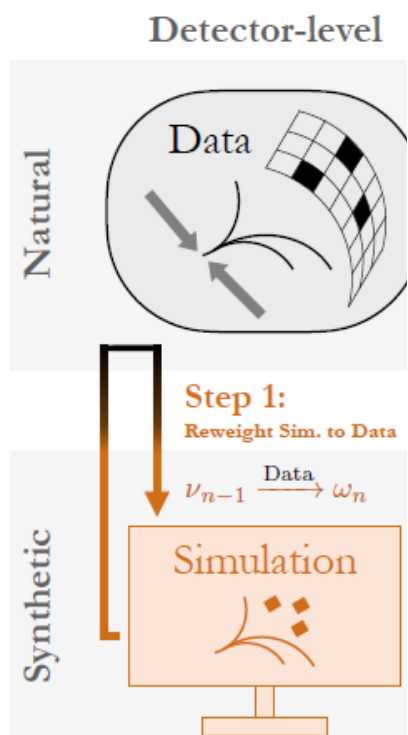 Detector-level
Natural
Data
Step 1:
Reweight Sim. to Data
Data
νₙ₋₁ ⟶ ωₙ
Synthetic
Simulation